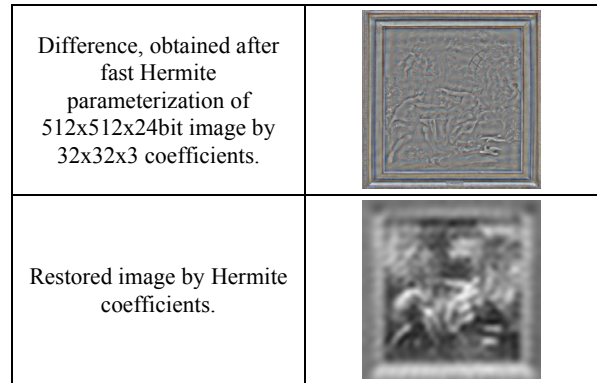 Difference, obtained after
fast Hermite
parameterization of
512x512x24bit image by
32x32x3 coefficients.
Restored image by Hermite
coefficients.